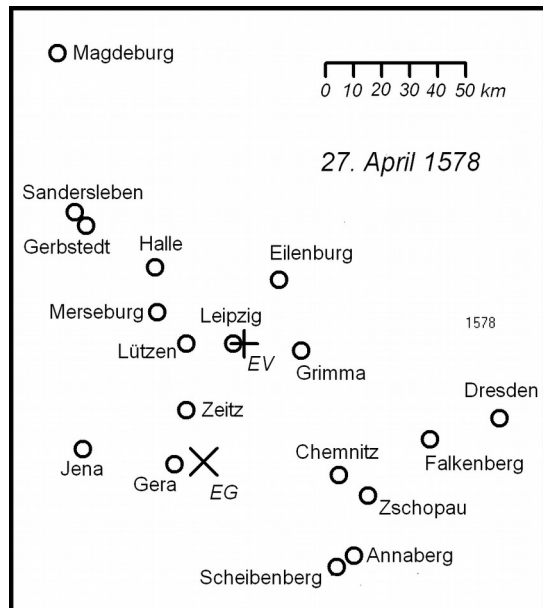 Magdeburg
0 10 20 30 40 50 km
27. April 1578
Sandersleben
Gerbstedt
Halle
Eilenburg
Merseburg
Leipzig
1578
Lützen
EV
Grimma
Dresden
Zeitz
Chemnitz
Falkenberg
Jena
Gera
EG
Zschopau
Annaberg
Scheibenberg